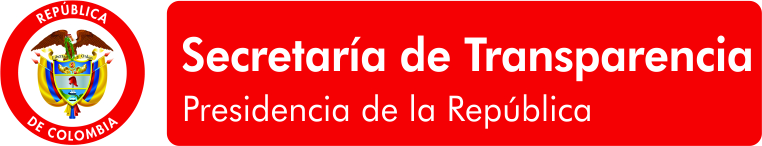 REPÚBLICA
DE COLOMBIA
Secretaría de Transparencia
Presidencia de la República